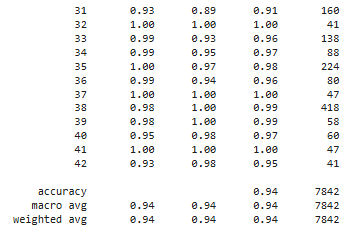 31 0.93 0.89 0.91 160
32 1.00 1.00 1.00 41
33 0.99 0.93 0.96 138
34 0.99 0.95 0.97 88
35 1.00 0.97 0.98 224
36 0.99 0.94 0.96 80
37 1.00 1.00 1.00 47
38 0.98 1.00 0.99 418
39 0.98 1.00 0.99 58
40 0.95 0.98 0.97 60
41 1.00 1.00 1.00 47
42 0.93 0.98 0.95 41
accuracy 0.94 7842
macro avg 0.94 0.94 0.94 7842
weighted avg 0.94 0.94 0.94 7842